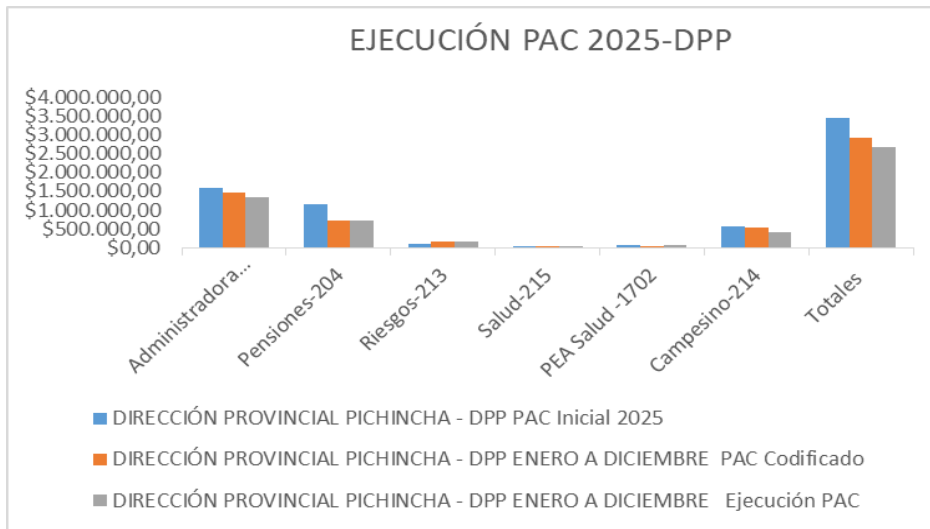 EJECUCIÓN PAC 2025-DPP
$4.000.000,00
$3.500.000,00
$3.000.000,00
$2.500.000,00
$2.000.000,00
$1.500.000,00
$1.000.000,00
$500.000,00
$0,00
Administradora...
Pensiones-204
Riesgos-213
Salud-215
PEA Salud -1702
Campesino-214
Totales
DIRECCIÓN PROVINCIAL PICHINCHA - DPP PAC Inicial 2025
DIRECCIÓN PROVINCIAL PICHINCHA - DPP ENERO A DICIEMBRE PAC Codificado
DIRECCIÓN PROVINCIAL PICHINCHA - DPP ENERO A DICIEMBRE Ejecución PAC